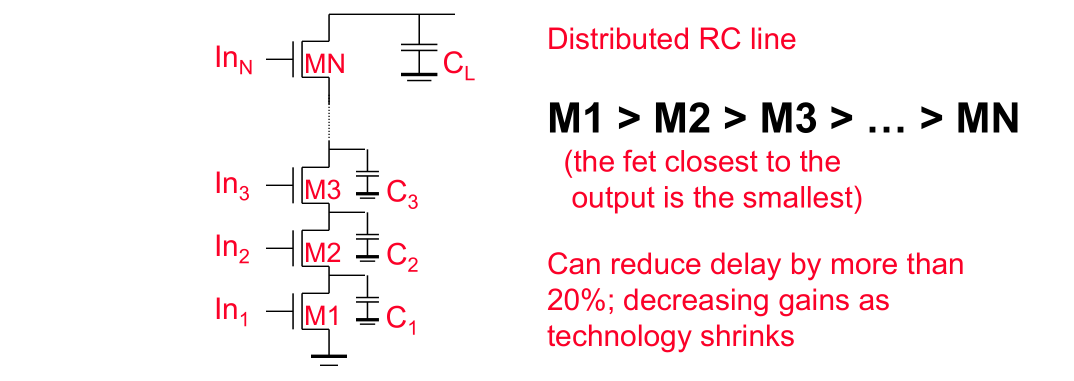 In_N
MN
C_L
In_3
M3
C_3
In_2
M2
C_2
In_1
M1
C_1
Distributed RC line
M1 > M2 > M3 > … > MN
(the fet closest to the
output is the smallest)
Can reduce delay by more than
20%; decreasing gains as
technology shrinks